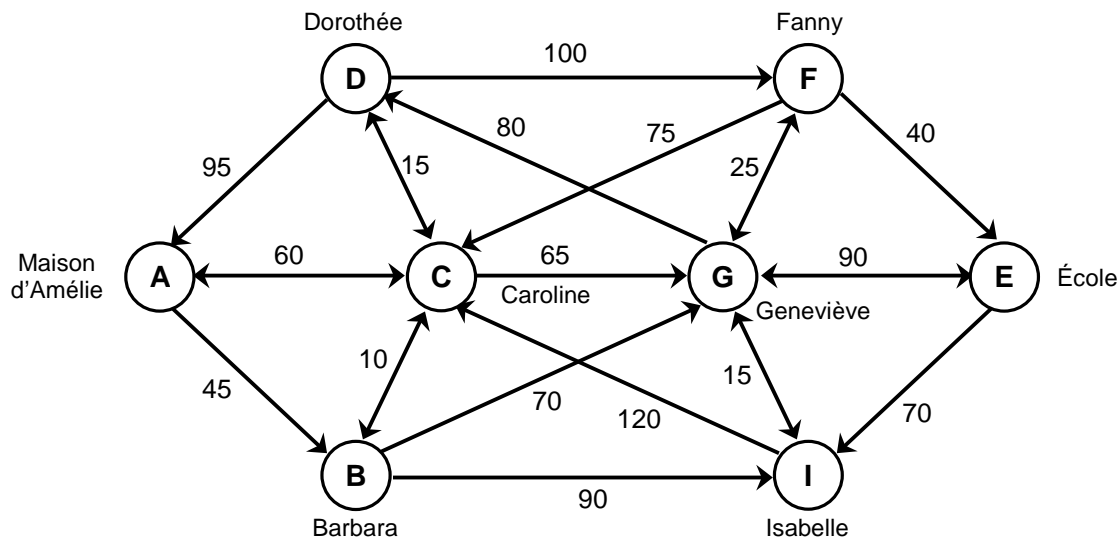 Dorothée
Fanny
D
100
F
80
75
40
95
15
25
Maison
d'Amélie
A
60
C
65
G
90
E
École
Caroline
Geneviève
45
10
70
15
120
70
B
90
I
Barbara
Isabelle